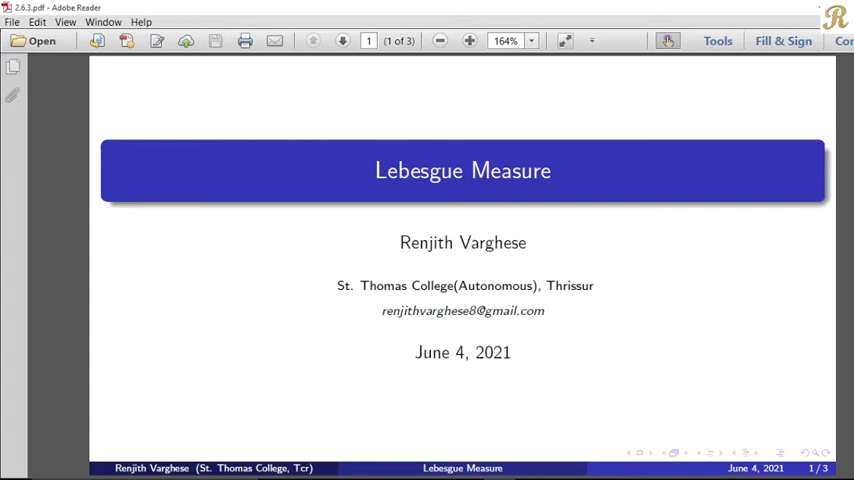 2.6.3.pdf - Adobe Reader
File Edit View Window Help
Open 1 (1 of 3) 164% Tools Fill & Sign
R
Lebesgue Measure
Renjith Varghese
St. Thomas College(Autonomous), Thrissur
renjithvarghese8@gmail.com
June 4, 2021
Renjith Varghese (St. Thomas College, Tcr) Lebesgue Measure June 4, 2021 1 / 3